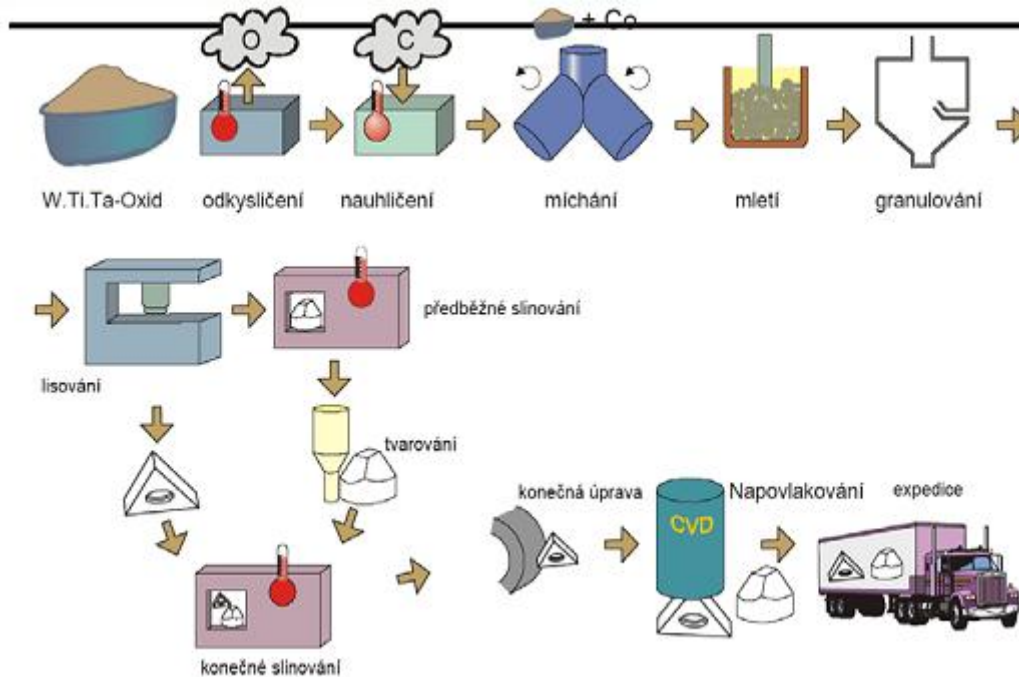 O
C
+ Co
W.Ti.Ta-Oxid
odkysličení
nauhličení
míchání
mletí
granulování
předběžné slinování
lisování
tvarování
konečná úprava
CVD
Napovlakování
expedice
konečné slinování